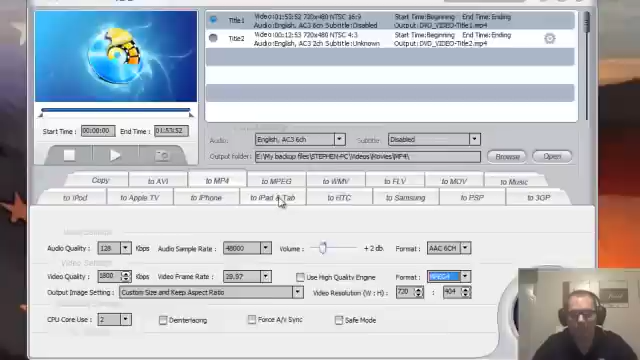 Title1
Video:01:53:52 720x480 NTSC 16:9
Audio:English, AC3 6ch Subtitle:Disabled
Start Time:Beginning End Time: Ending
Output: DVD_VIDEO-Title1.mp4
Title2
Video:00:12:53 720x480 NTSC 4:3
Audio:English, AC3 2ch Subtitle:Unknown
Start Time:Beginning End Time: Ending
Output: DVD_VIDEO-Title2.mp4
Start Time : 00:00:00 End Time : 01:53:52
Audio: English, AC3 6ch Subtitle: Disabled
Output Folder: E:\My backup files\STEPHEN-PC\Videos\Movies\MP4\ Browse Open
Copy to AVI to MP4 to MPEG to WMV to FLV to MOV to Music
to iPod to Apple TV to iPhone to iPad & Tab to HTC to Samsung to PSP to 3GP
Audio Quality : 128 Kbps Audio Sample Rate : 48000 Volume : + 2 db. Format : AAC 6CH
Video Quality : 1800 Kbps Video Frame Rate : 29.97 Use High Quality Engine Format : MPEG4
Output Image Setting : Custom Size and Keep Aspect Ratio Video Resolution (W : H) : 720 : 404
CPU Core Use : 2 Deinterlacing Force A/V Sync Safe Mode